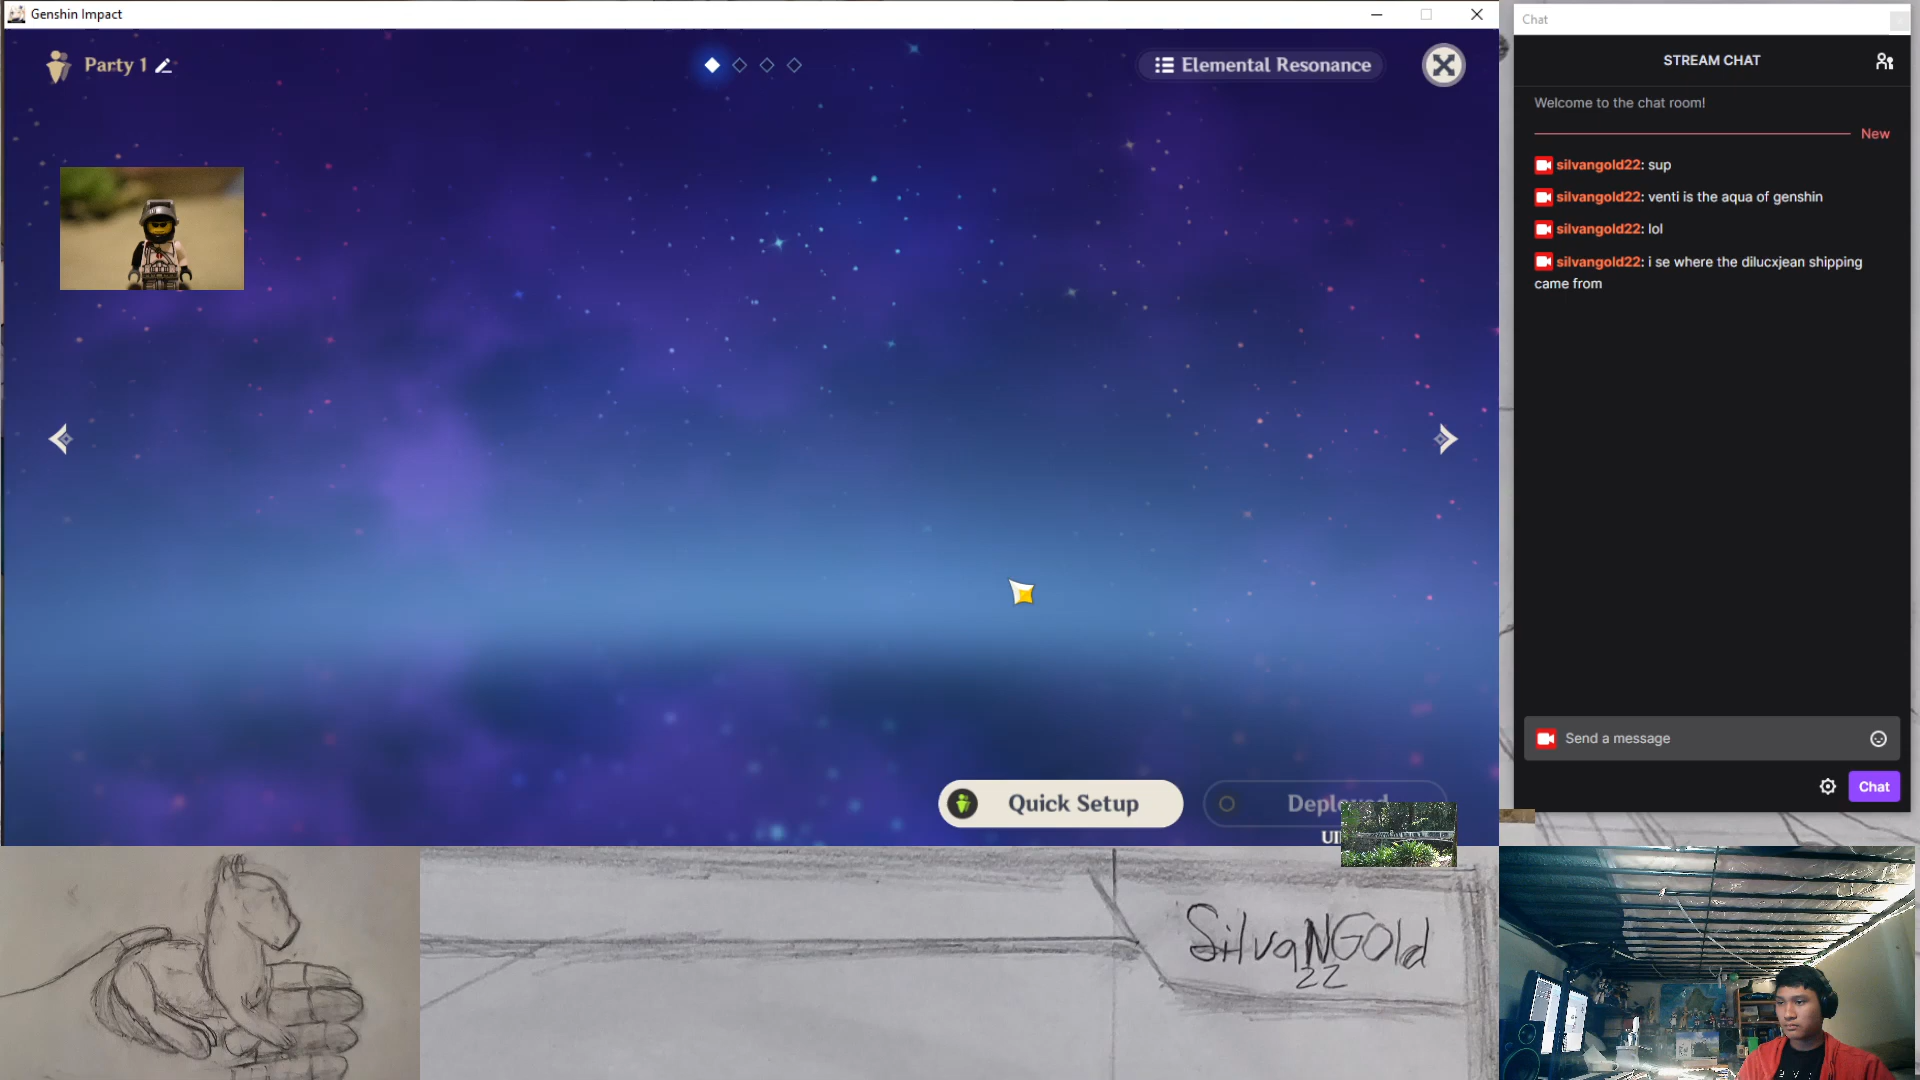 Genshin Impact
Party 1
Elemental Resonance
Quick Setup
Chat
STREAM CHAT
Welcome to the chat room!
New
silvangold22: sup
silvangold22: venti is the aqua of genshin
silvangold22: lol
silvangold22: i se where the dilucxjean shipping
came from
Send a message
Chat
SilvaNGOld
22